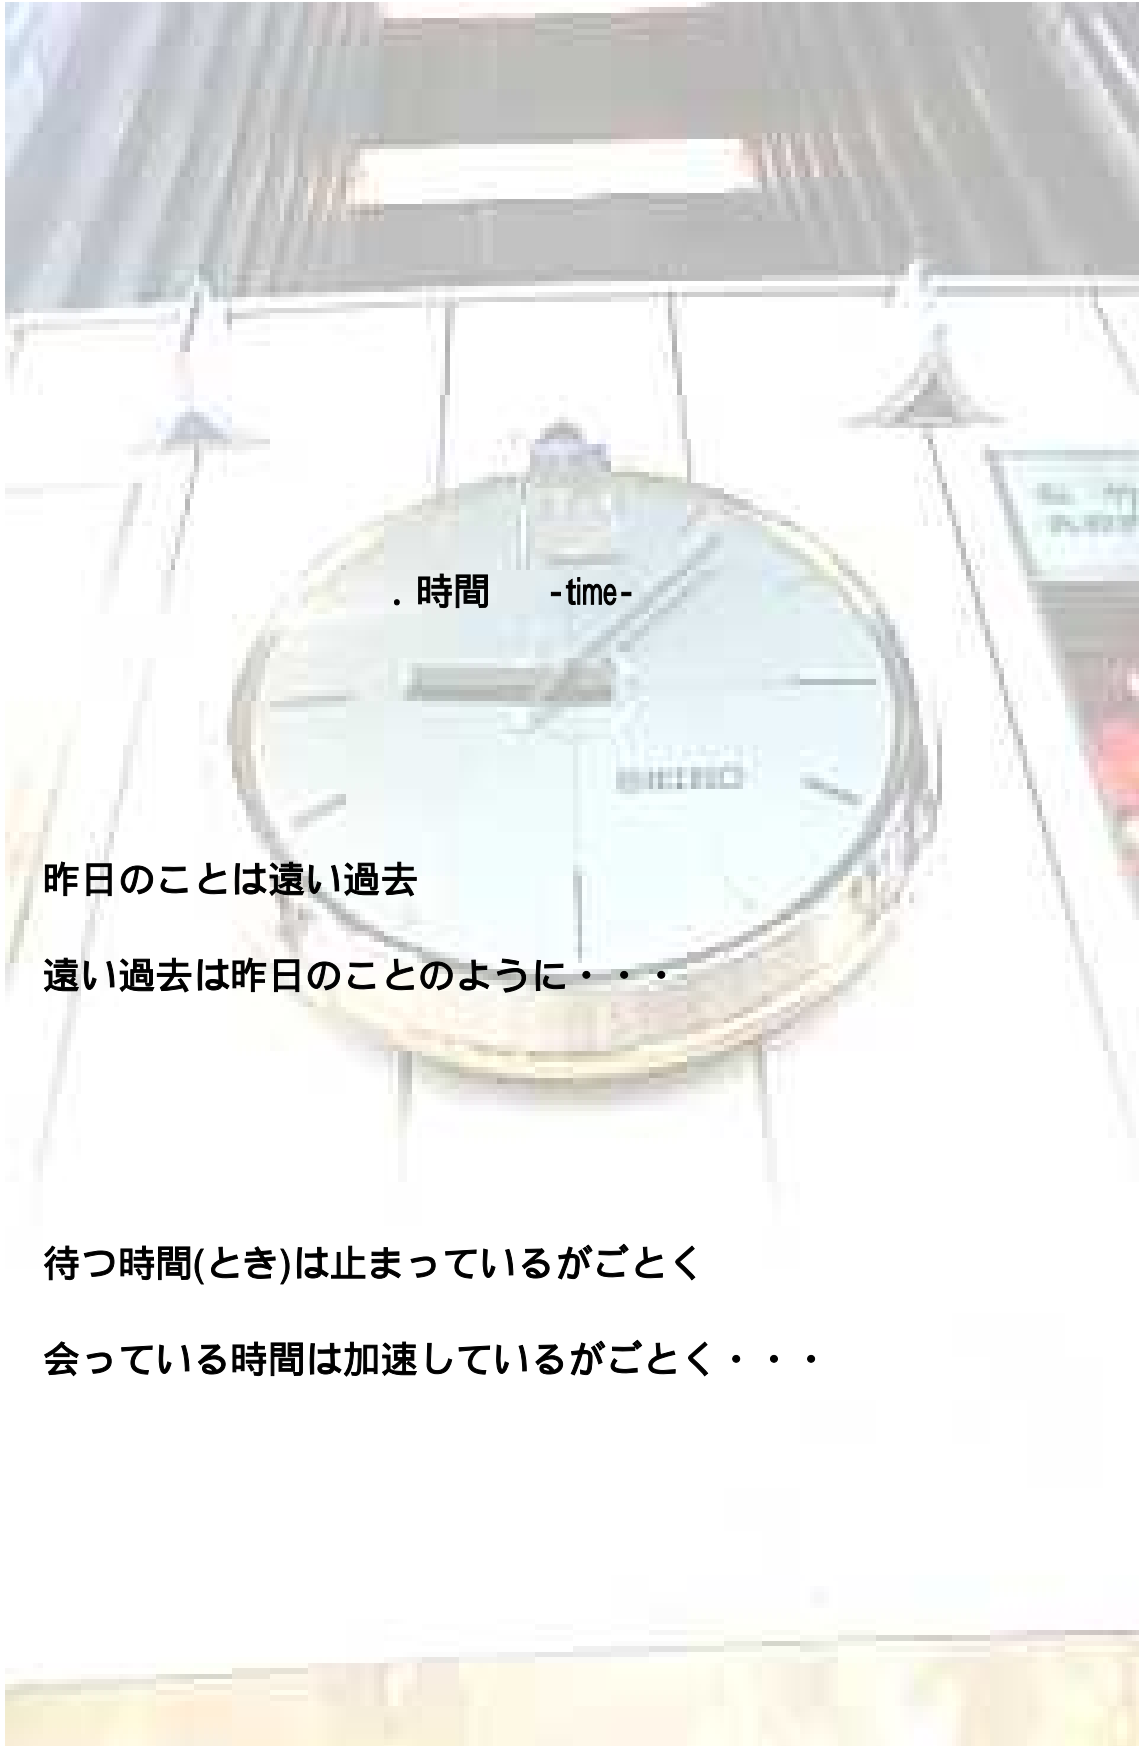 . 時間　　-time-
昨日のことは遠い過去
遠い過去は昨日のことのように・・・
待つ時間(とき)は止まっているがごとく
会っている時間は加速しているがごとく・・・
SEIKO